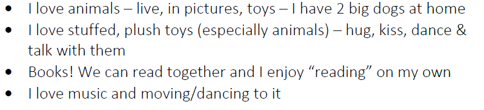 • I love animals – live, in pictures, toys – I have 2 big dogs at home
• I love stuffed, plush toys (especially animals) – hug, kiss, dance &
talk with them
• Books! We can read together and I enjoy “reading” on my own
• I love music and moving/dancing to it